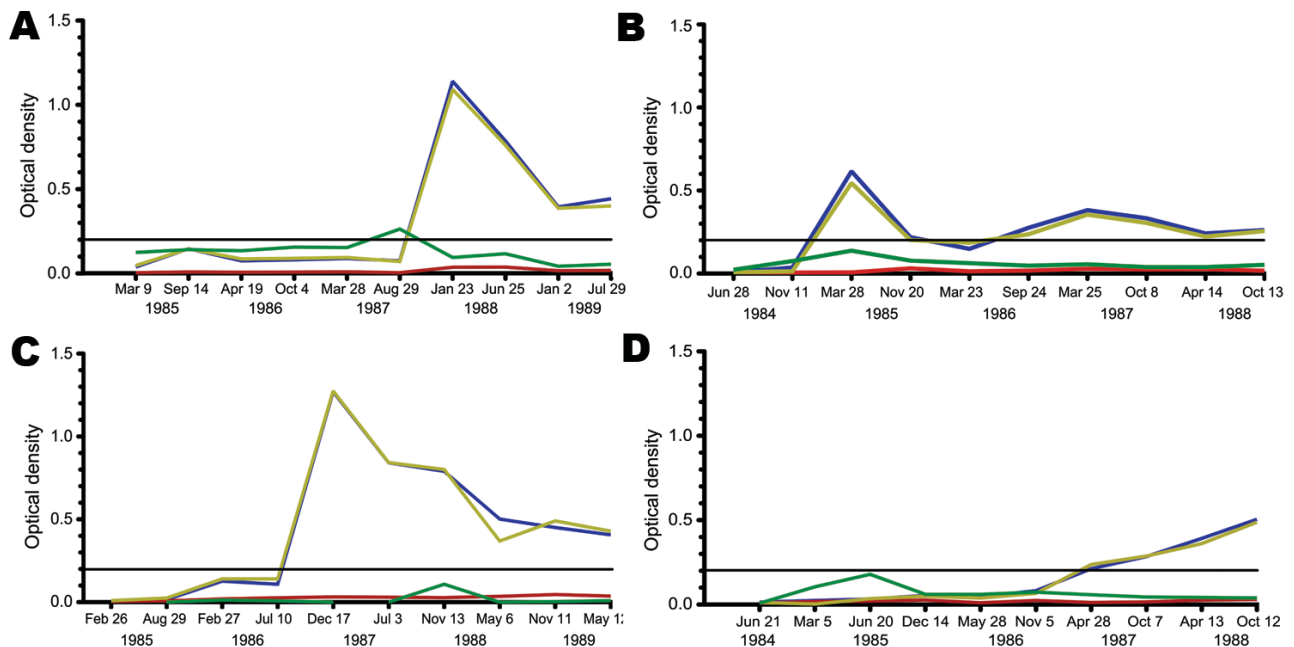 A
1.5
1.0
0.5
0.0
Optical density
Mar 9 Sep 14 Apr 19 Oct 4 Mar 28 Aug 29 Jan 23 Jun 25 Jan 2 Jul 29
1985 1986 1987 1988 1989
B
1.5
1.0
0.5
0.0
Optical density
Jun 28 Nov 11 Mar 28 Nov 20 Mar 23 Sep 24 Mar 25 Oct 8 Apr 14 Oct 13
1984 1985 1986 1987 1988
C
1.5
1.0
0.5
0.0
Optical density
Feb 26 Aug 29 Feb 27 Jul 10 Dec 17 Jul 3 Nov 13 May 6 Nov 11 May
1985 1986 1987 1988 1989
D
1.5
1.0
0.5
0.0
Optical density
Jun 21 Mar 5 Jun 20 Dec 14 May 28 Nov 5 Apr 28 Oct 7 Apr 13 Oct 12
1984 1985 1986 1987 1988